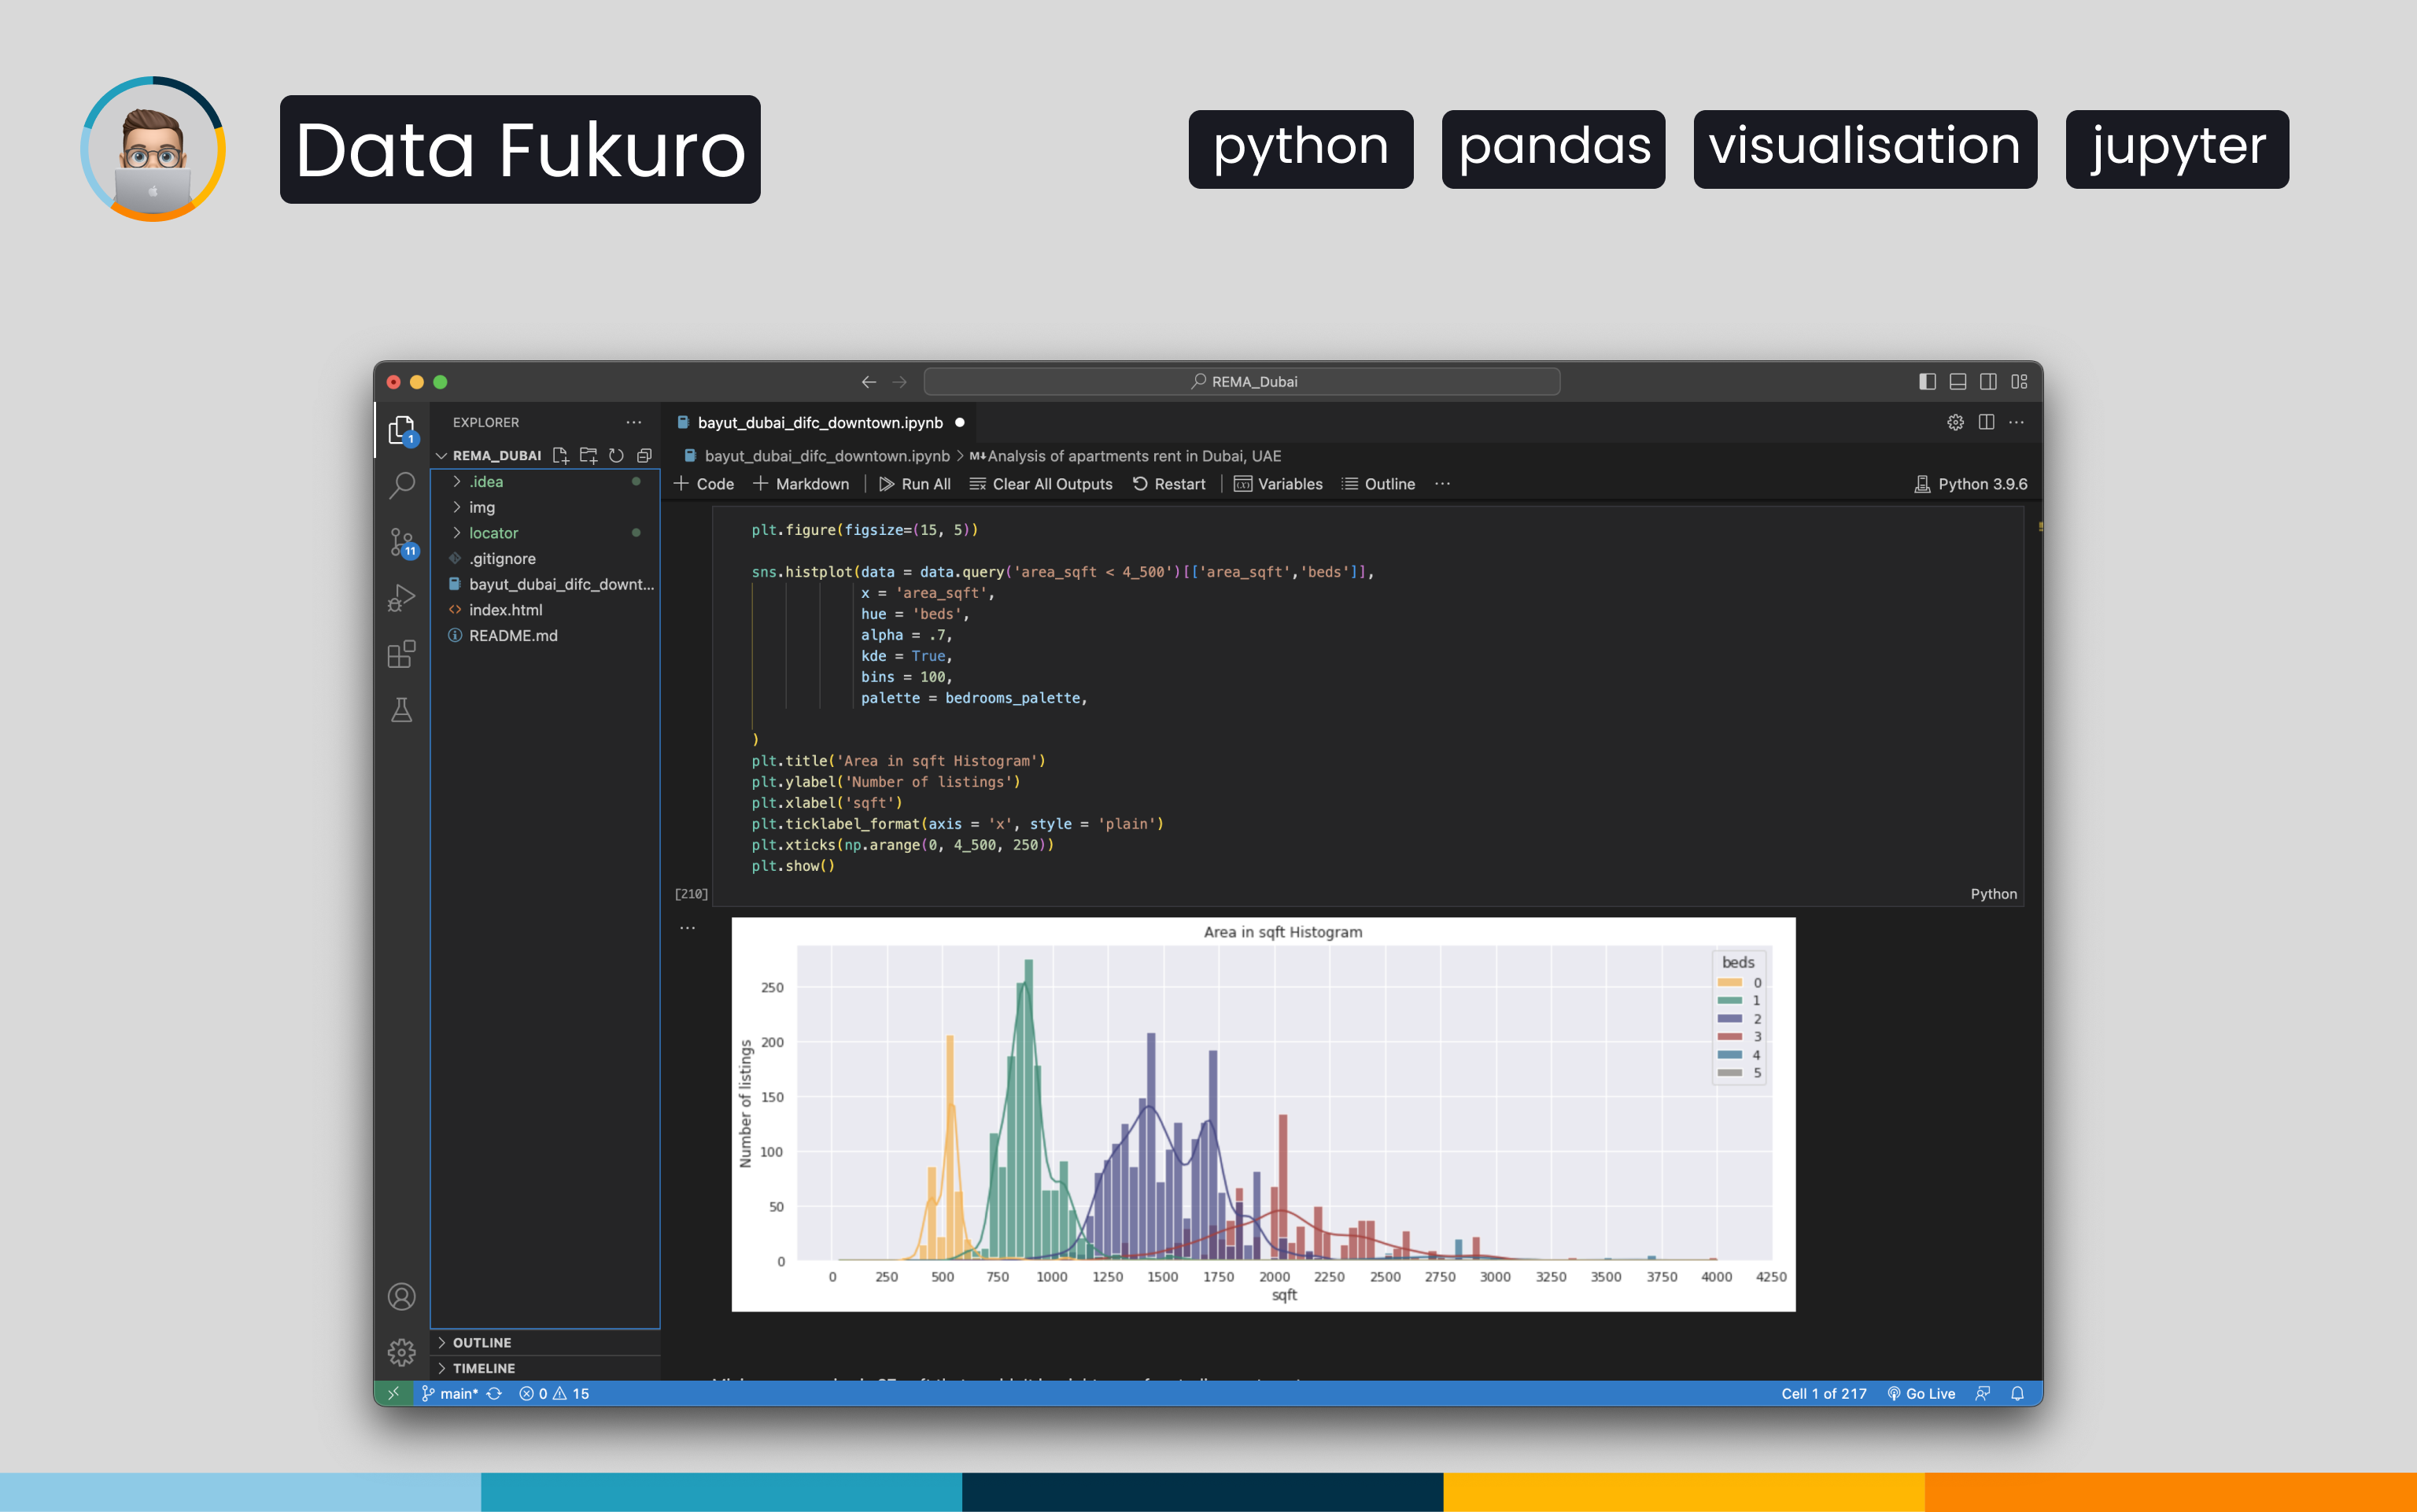 Data Fukuro
python pandas visualisation jupyter
REMA_Dubai
EXPLORER
REMA_DUBAI
.idea
img
locator
.gitignore
bayut_dubai_difc_downt...
index.html
README.md
OUTLINE
TIMELINE
1
11
bayut_dubai_difc_downtown.ipynb
bayut_dubai_difc_downtown.ipynb > M↓ Analysis of apartments rent in Dubai, UAE
+ Code + Markdown Run All Clear All Outputs Restart (x) Variables Outline ... Python 3.9.6
plt.figure(figsize=(15, 5))
sns.histplot(data = data.query('area_sqft < 4_500')[['area_sqft','beds']],
x = 'area_sqft',
hue = 'beds',
alpha = .7,
kde = True,
bins = 100,
palette = bedrooms_palette,
)
plt.title('Area in sqft Histogram')
plt.ylabel('Number of listings')
plt.xlabel('sqft')
plt.ticklabel_format(axis = 'x', style = 'plain')
plt.xticks(np.arange(0, 4_500, 250))
plt.show()
[210]
Python
Area in sqft Histogram
Number of listings
250
200
150
100
50
0
0 250 500 750 1000 1250 1500 1750 2000 2250 2500 2750 3000 3250 3500 3750 4000 4250
sqft
beds
0
1
2
3
4
5
main* 0 15
Cell 1 of 217 Go Live